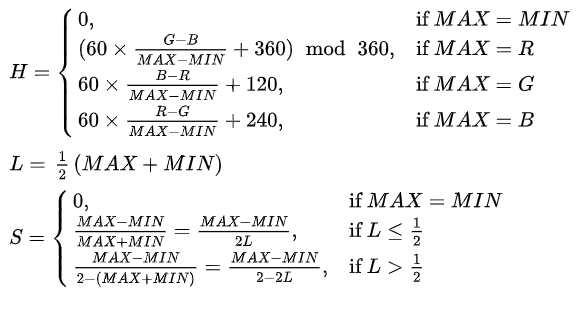 H = { 0, if MAX = MIN
(60 × (G−B)/(MAX−MIN) + 360) mod 360, if MAX = R
60 × (B−R)/(MAX−MIN) + 120, if MAX = G
60 × (R−G)/(MAX−MIN) + 240, if MAX = B
L = 1/2 (MAX + MIN)
S = { 0, if MAX = MIN
(MAX−MIN)/(MAX+MIN) = (MAX−MIN)/(2L), if L ≤ 1/2
(MAX−MIN)/(2−(MAX+MIN)) = (MAX−MIN)/(2−2L), if L > 1/2